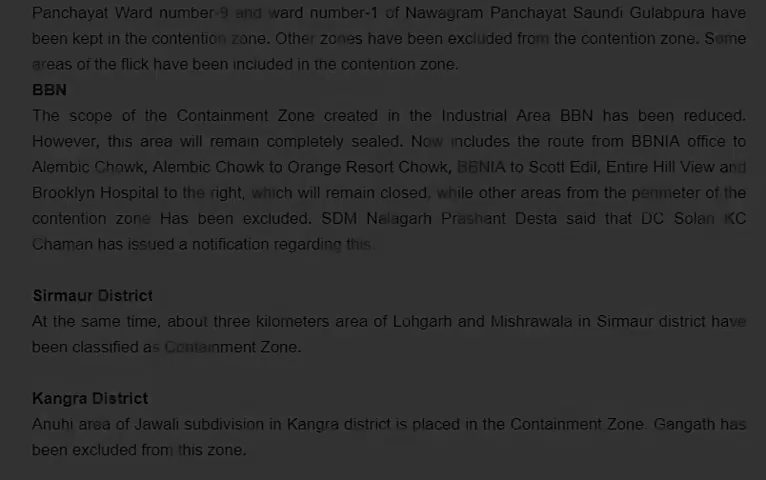 Panchayat Ward number-9 and ward number-1 of Nawagram Panchayat Saundi Gulabpura have
been kept in the contention zone. Other zones have been excluded from the contention zone. Some
areas of the flick have been included in the contention zone.
BBN
The scope of the Containment Zone created in the Industrial Area BBN has been reduced.
However, this area will remain completely sealed. Now includes the route from BBNIA office to
Alembic Chowk, Alembic Chowk to Orange Resort Chowk, BBNIA to Scott Edil, Entire Hill View and
Brooklyn Hospital to the right, which will remain closed, while other areas from the perimeter of the
contention zone Has been excluded. SDM Nalagarh Prashant Desta said that DC Solan KC
Chaman has issued a notification regarding this.
Sirmaur District
At the same time, about three kilometers area of Lohgarh and Mishrawala in Sirmaur district have
been classified as Containment Zone.
Kangra District
Anuhi area of Jawali subdivision in Kangra district is placed in the Containment Zone. Gangath has
been excluded from this zone.